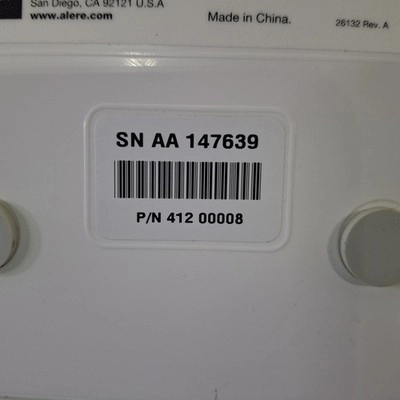 San Diego, CA 92121 U.S.A
www.alere.com
Made in China.
26132 Rev. A
SN AA 147639
P/N 412 00008